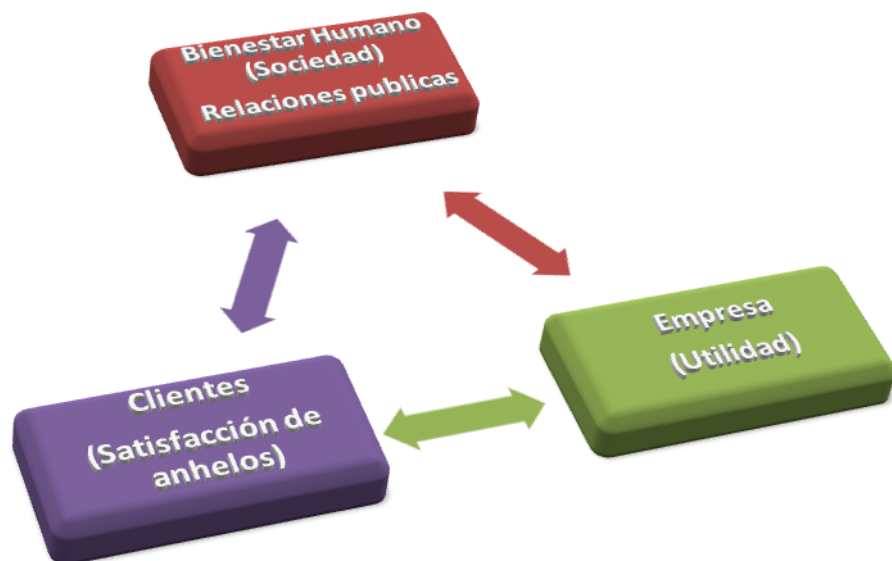 Bienestar Humano
(Sociedad)
Relaciones publicas
Empresa
(Utilidad)
Clientes
(Satisfacción de
anhelos)